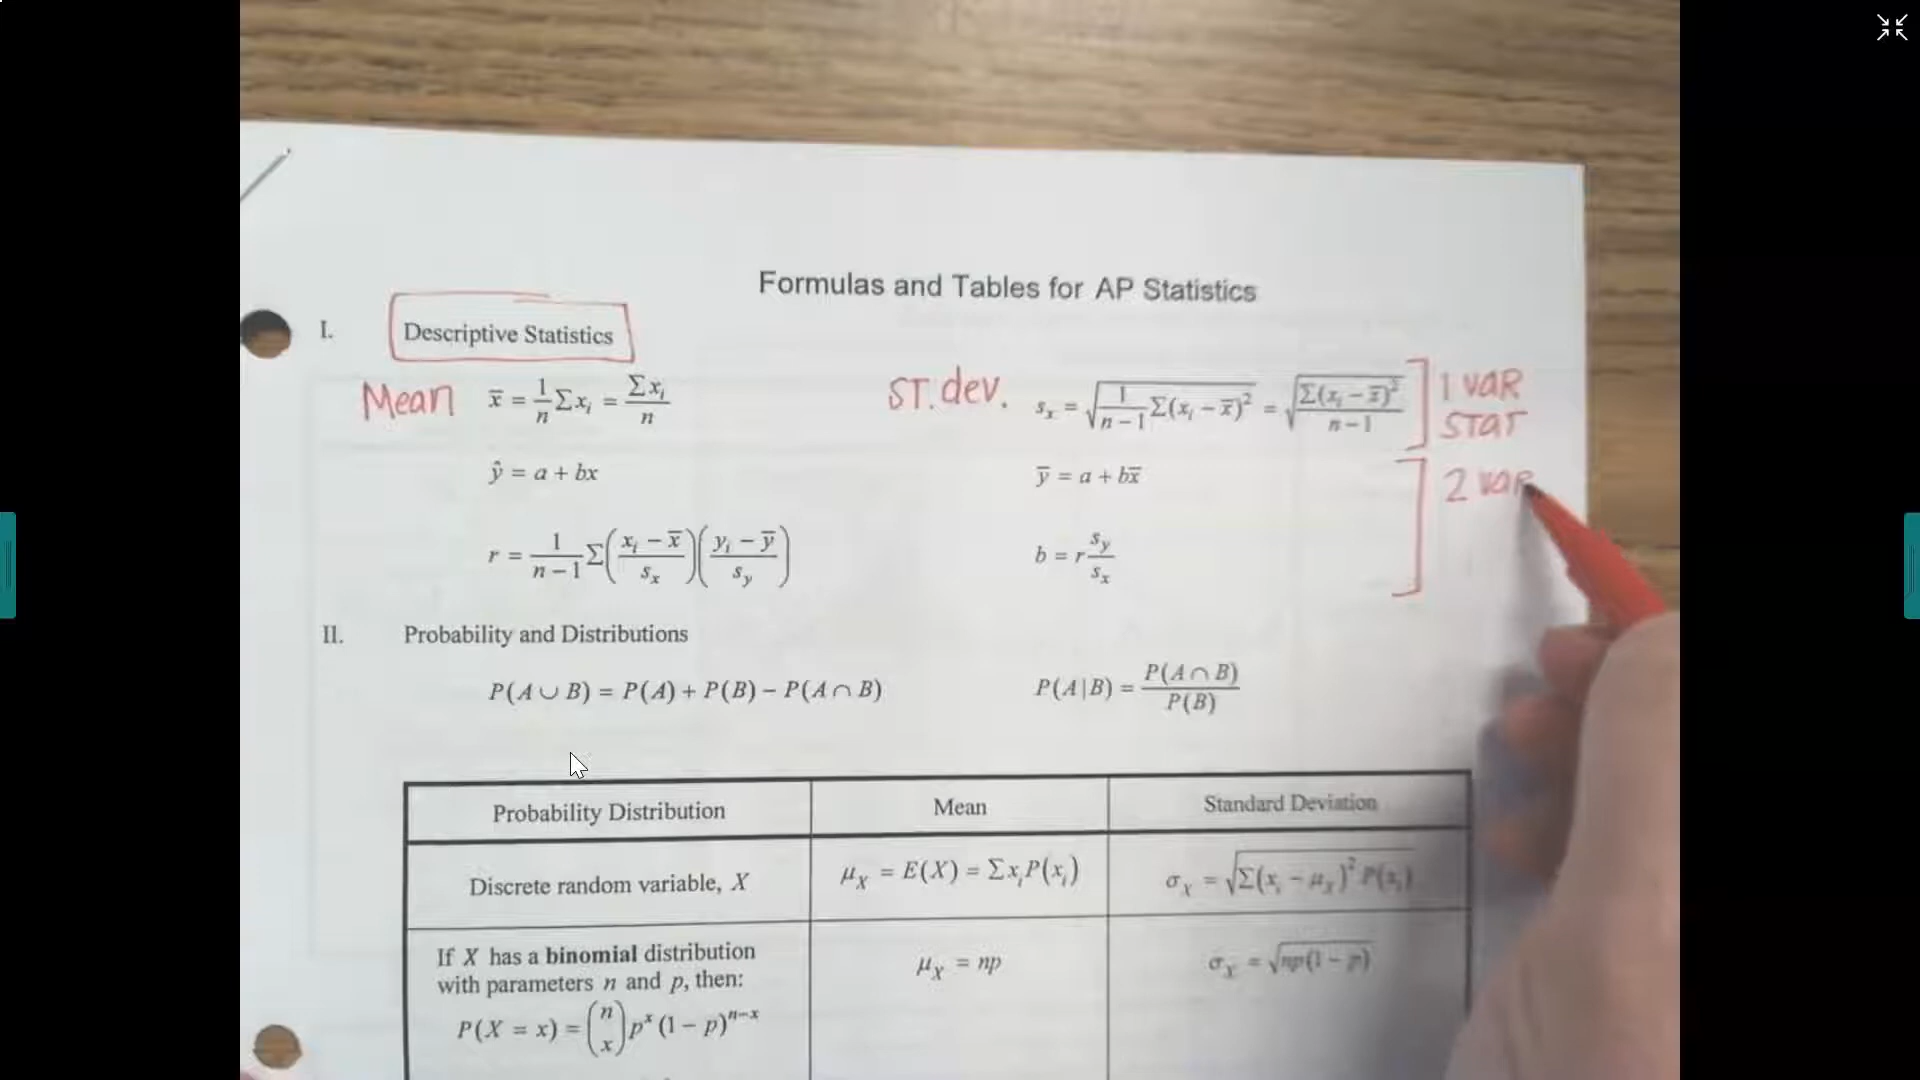 Formulas and Tables for AP Statistics
I. Descriptive Statistics
Mean x̅ = 1/n Σxᵢ = Σxᵢ/n ST. dev. sₓ = √(1/(n−1) Σ(xᵢ − x̅)²) = √(Σ(xᵢ − x̅)²/(n−1)) 1 VAR
STAT
ŷ = a + bx y̅ = a + bx̅ 2 VAR
r = 1/(n−1) Σ((xᵢ − x̅)/sₓ)((yᵢ − y̅)/s_y) b = r s_y/sₓ
II. Probability and Distributions
P(A ∪ B) = P(A) + P(B) − P(A ∩ B) P(A|B) = P(A ∩ B)/P(B)
Probability Distribution Mean Standard Deviation
Discrete random variable, X μ_X = E(X) = Σxᵢ P(xᵢ) σ_X = √(Σ(xᵢ − μ_X)² P(xᵢ))
If X has a binomial distribution
with parameters n and p, then:
P(X = x) = (n x) pˣ (1 − p)ⁿ⁻ˣ μ_X = np σ_X = √(np(1 − p))